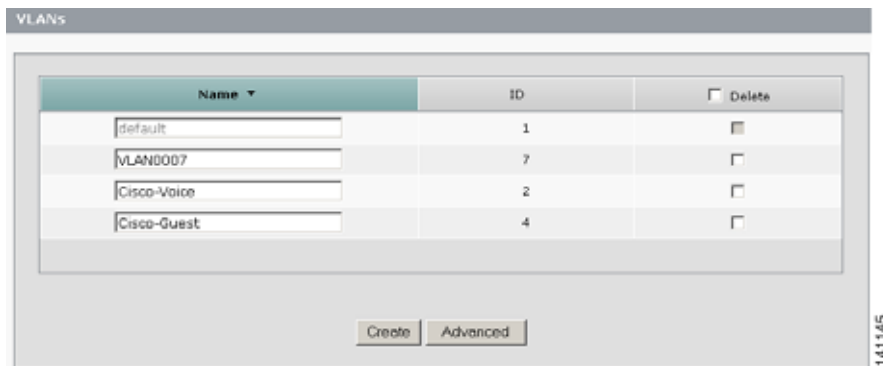 VLANs
Name ID Delete
default 1
VLAN0007 7
Cisco-Voice 2
Cisco-Guest 4
Create Advanced
141145